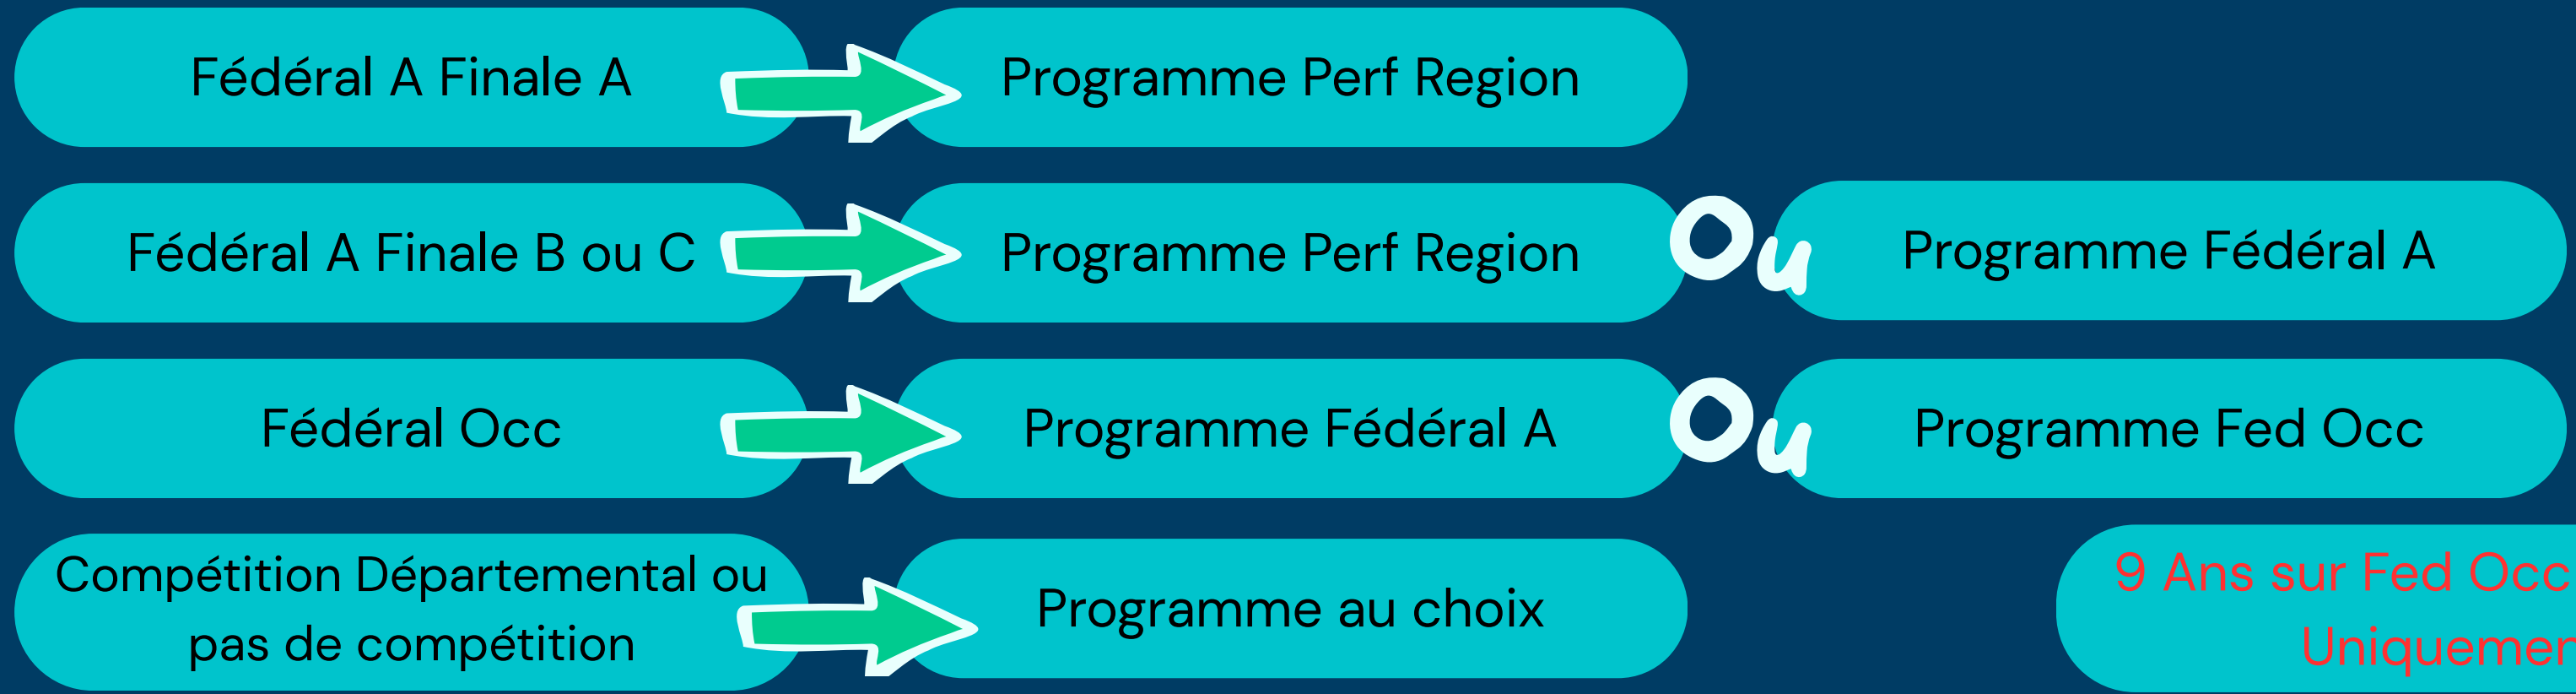 Fédéral A Finale A
Programme Perf Region
Fédéral A Finale B ou C
Programme Perf Region
Ou
Programme Fédéral A
Fédéral Occ
Programme Fédéral A
Ou
Programme Fed Occ
Compétition Départemental ou
pas de compétition
Programme au choix
9 Ans sur Fed Occ